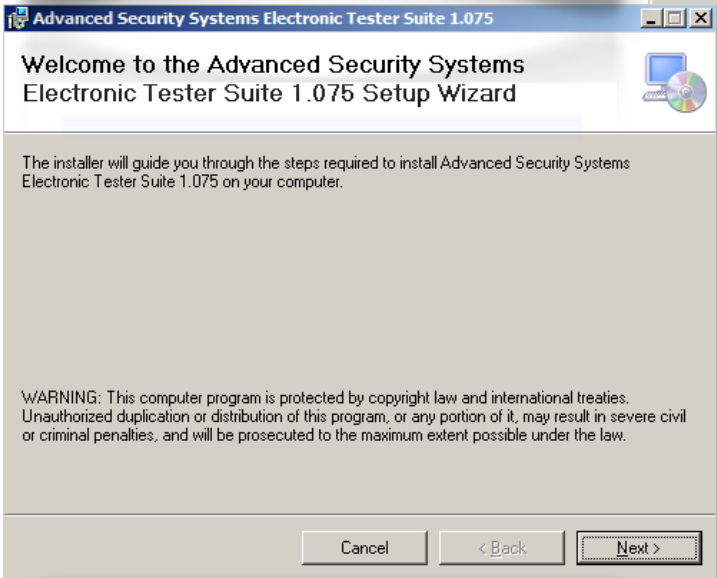 Advanced Security Systems Electronic Tester Suite 1.075
Welcome to the Advanced Security Systems
Electronic Tester Suite 1.075 Setup Wizard
The installer will guide you through the steps required to install Advanced Security Systems
Electronic Tester Suite 1.075 on your computer.
WARNING: This computer program is protected by copyright law and international treaties.
Unauthorized duplication or distribution of this program, or any portion of it, may result in severe civil
or criminal penalties, and will be prosecuted to the maximum extent possible under the law.
Cancel < Back Next >